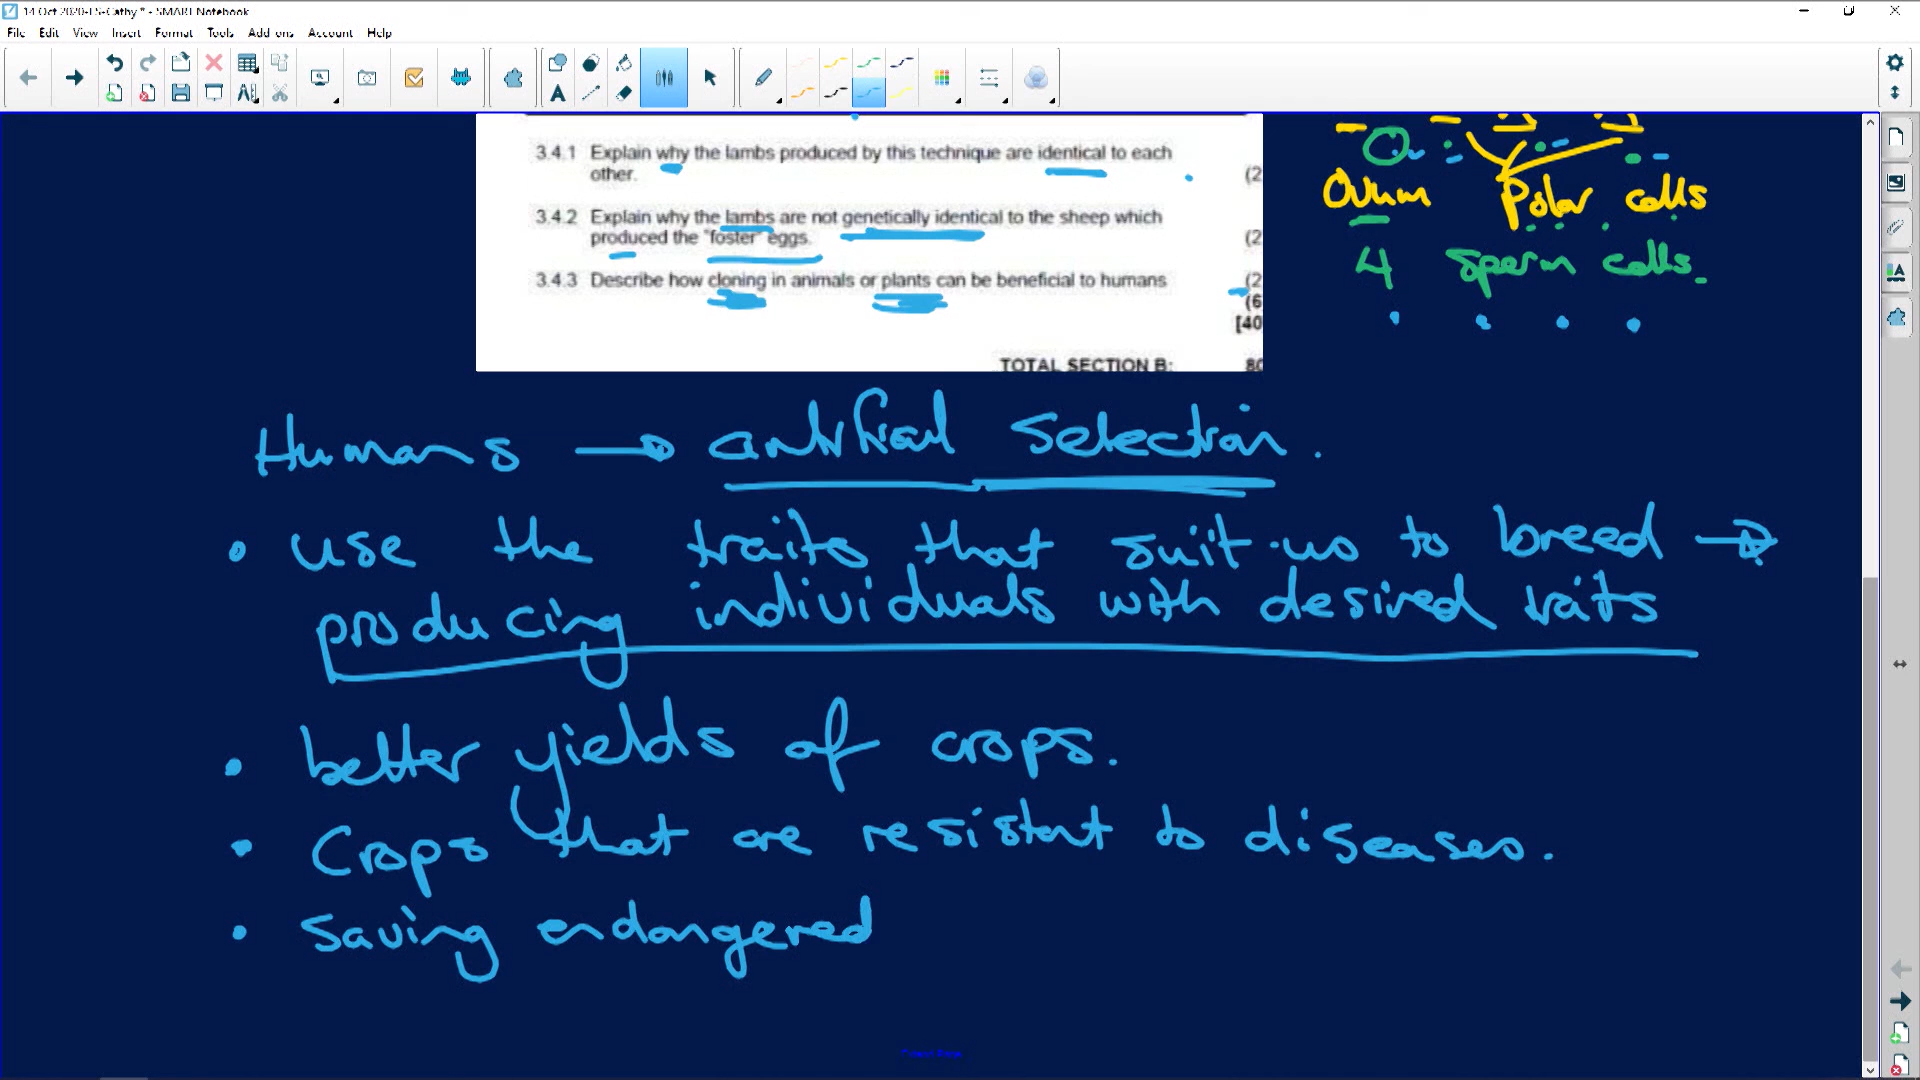 14 Oct 2020-LS-Cathy * - SMART Notebook
File Edit View Insert Format Tools Add-ons Account Help
3.4.1 Explain why the lambs produced by this technique are identical to each
other. (2
3.4.2 Explain why the lambs are not genetically identical to the sheep which
produced the "foster" eggs. (2
3.4.3 Describe how cloning in animals or plants can be beneficial to humans (2
(6
[40
TOTAL SECTION B: 80
Ovum Polar cells
4 sperm cells.
Humans → selection.
• use the traits that suit us to breed →
producing individuals with desired traits
• better yields of crops.
• Crops that are resistant to diseases.
• Saving endangered